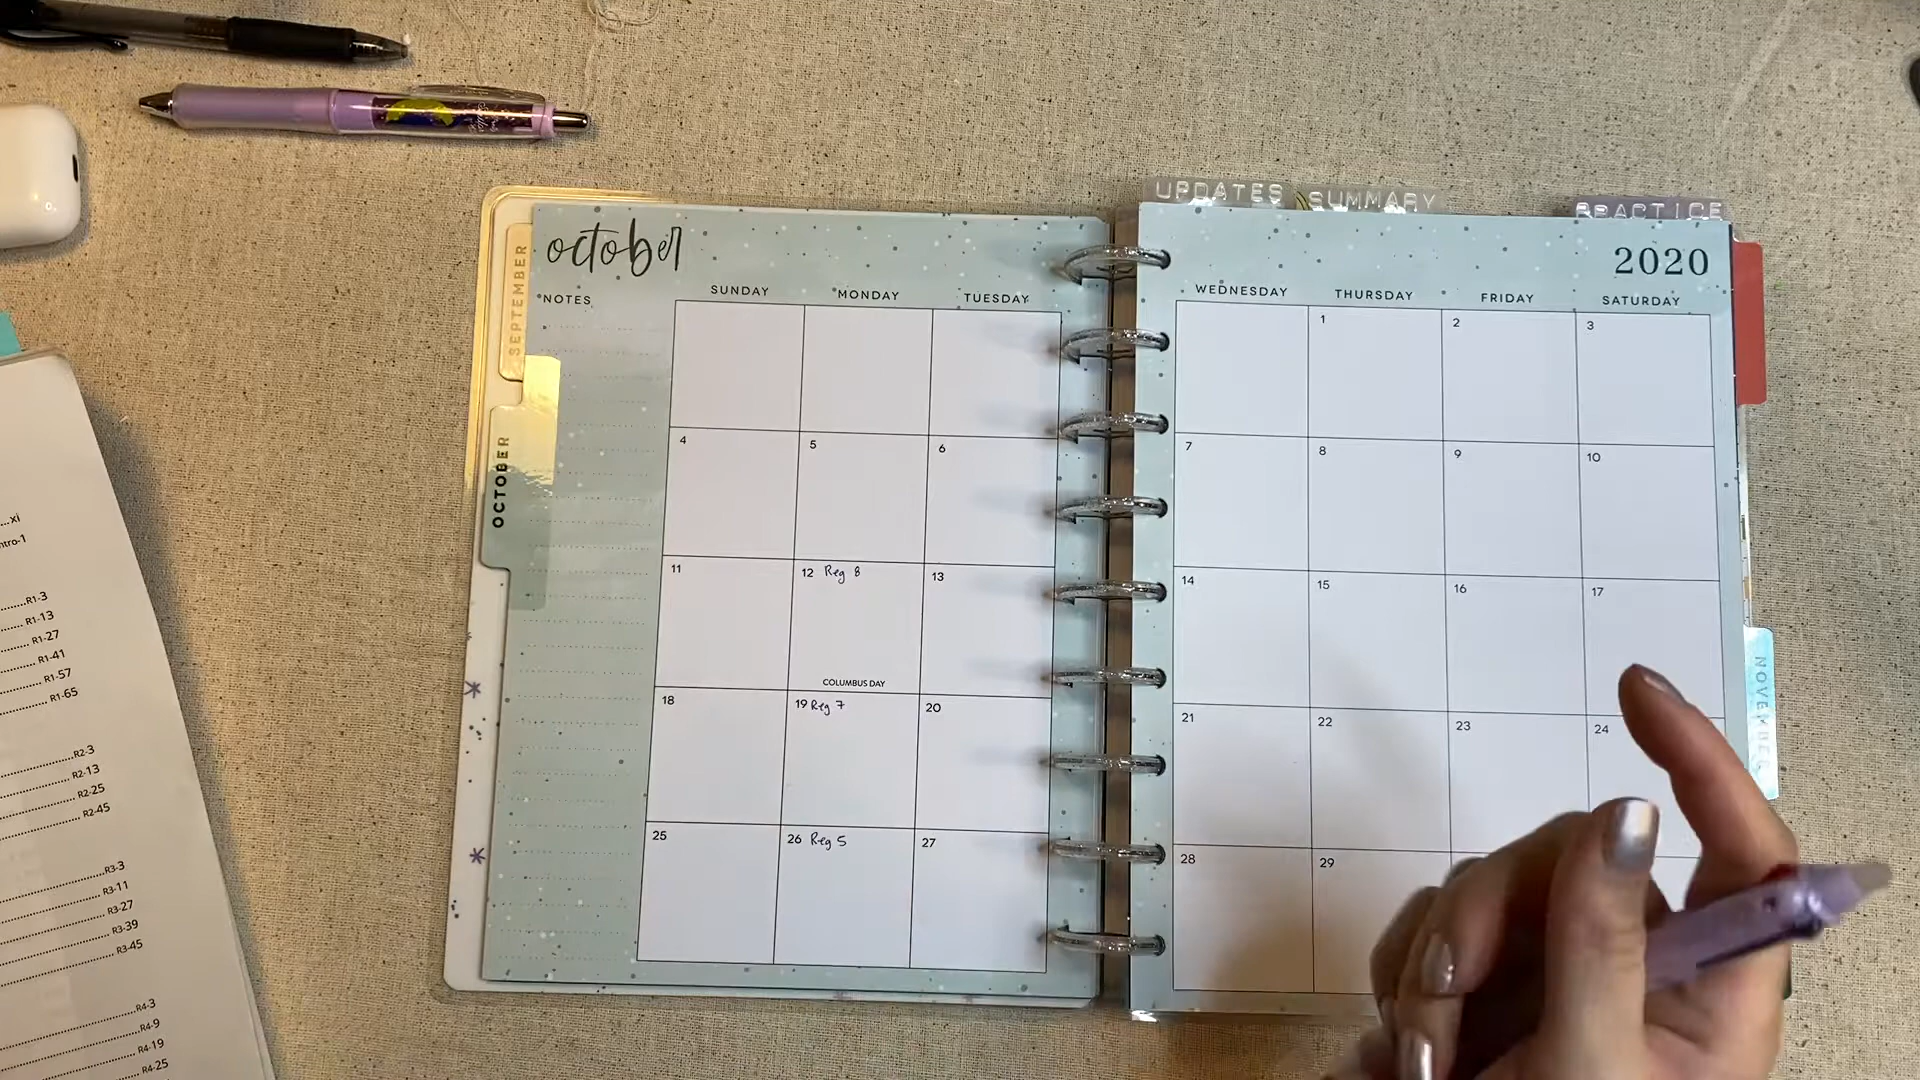 UPDATES SUMMARY PRACTICE
october
2020
SEPTEMBER
OCTOBER
NOVEMBER
NOTES
SUNDAY MONDAY TUESDAY WEDNESDAY THURSDAY FRIDAY SATURDAY
1 2 3
4 5 6 7 8 9 10
11 12 Reg 8 13 14 15 16 17
COLUMBUS DAY
18 19 Reg 7 20 21 22 23 24
25 26 Reg 5 27 28 29
...xi
ntro-1
...R1-3
...R1-13
...R1-27
...R1-41
...R1-57
...R1-65
...R2-3
...R2-13
...R2-25
...R2-45
...R3-3
...R3-11
...R3-27
...R3-39
...R3-45
...R4-3
...R4-9
...R4-19
...R4-25